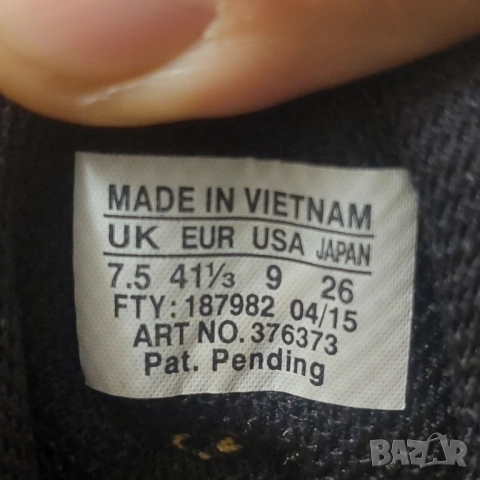 MADE IN VIETNAM
UK EUR USA JAPAN
7.5 41⅓ 9 26
FTY: 187982 04/15
ART NO. 376373
Pat. Pending
BAZAR